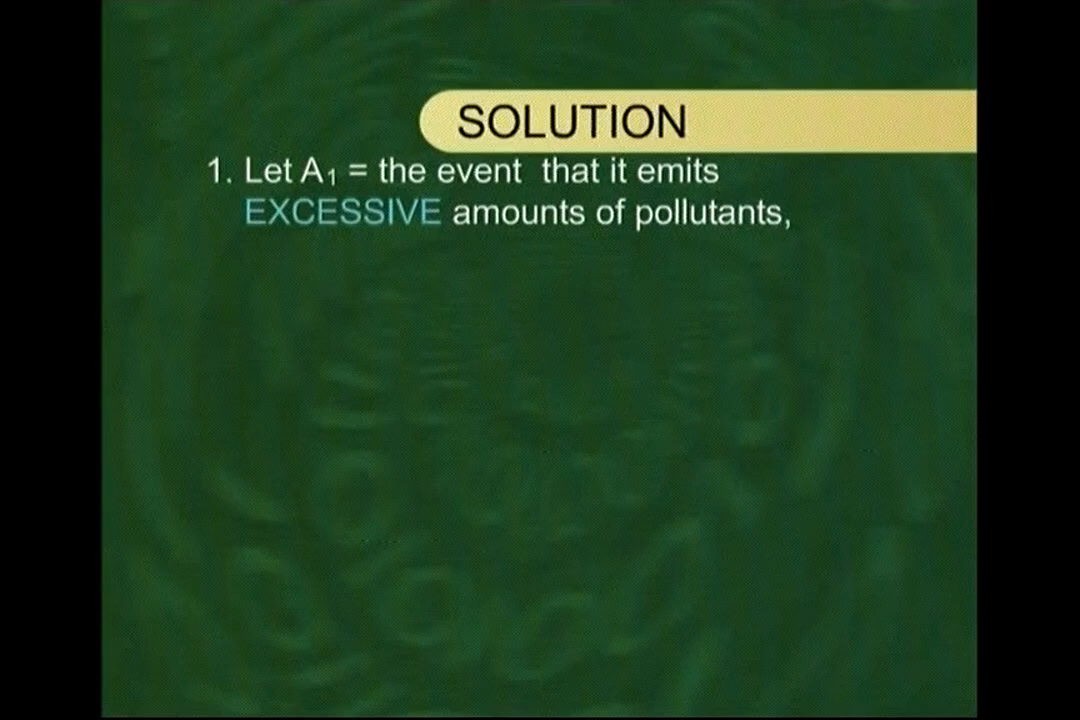 SOLUTION
1. Let A₁ = the event that it emits
EXCESSIVE amounts of pollutants,